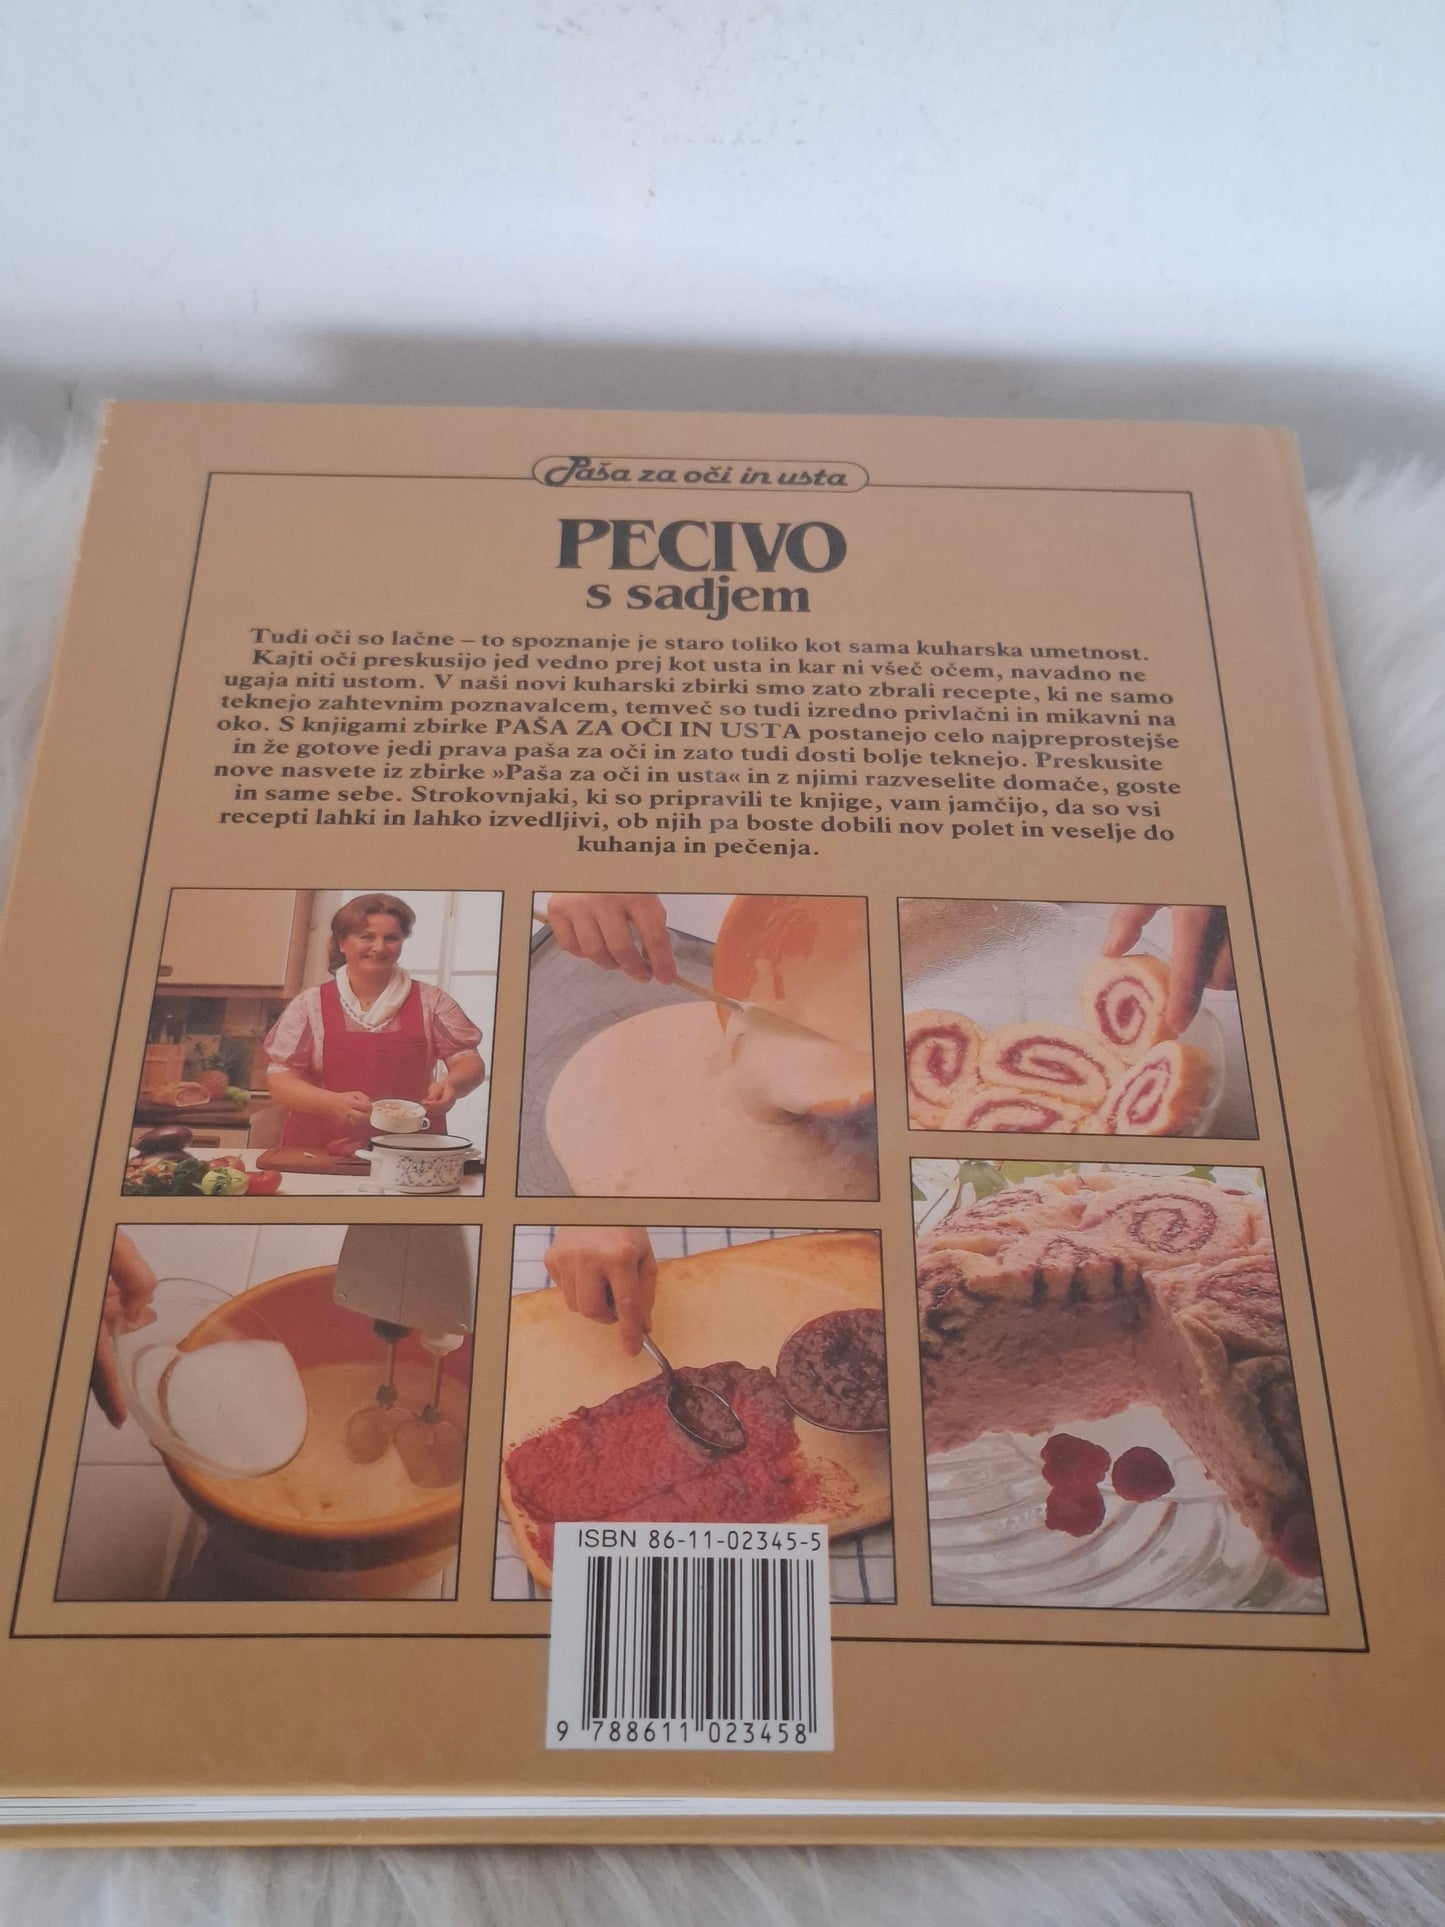 Paša za oči in usta
PECIVO
s sadjem
Tudi oči so lačne – to spoznanje je staro toliko kot sama kuharska umetnost.
Kajti oči preskusijo jed vedno prej kot usta in kar ni všeč očem, navadno ne
ugaja niti ustom. V naši novi kuharski zbirki smo zato zbrali recepte, ki ne samo
teknejo zahtevnim poznavalcem, temveč so tudi izredno privlačni in mikavni na
oko. S knjigami zbirke PAŠA ZA OČI IN USTA postanejo celo najpreprostejše
in že gotove jedi prava paša za oči in zato tudi dosti bolje teknejo. Preskusite
nove nasvete iz zbirke »Paša za oči in usta« in z njimi razveselite domače, goste
in same sebe. Strokovnjaki, ki so pripravili te knjige, vam jamčijo, da so vsi
recepti lahki in lahko izvedljivi, ob njih pa boste dobili nov polet in veselje do
kuhanja in pečenja.
ISBN 86-11-02345-5
9 788611 023458